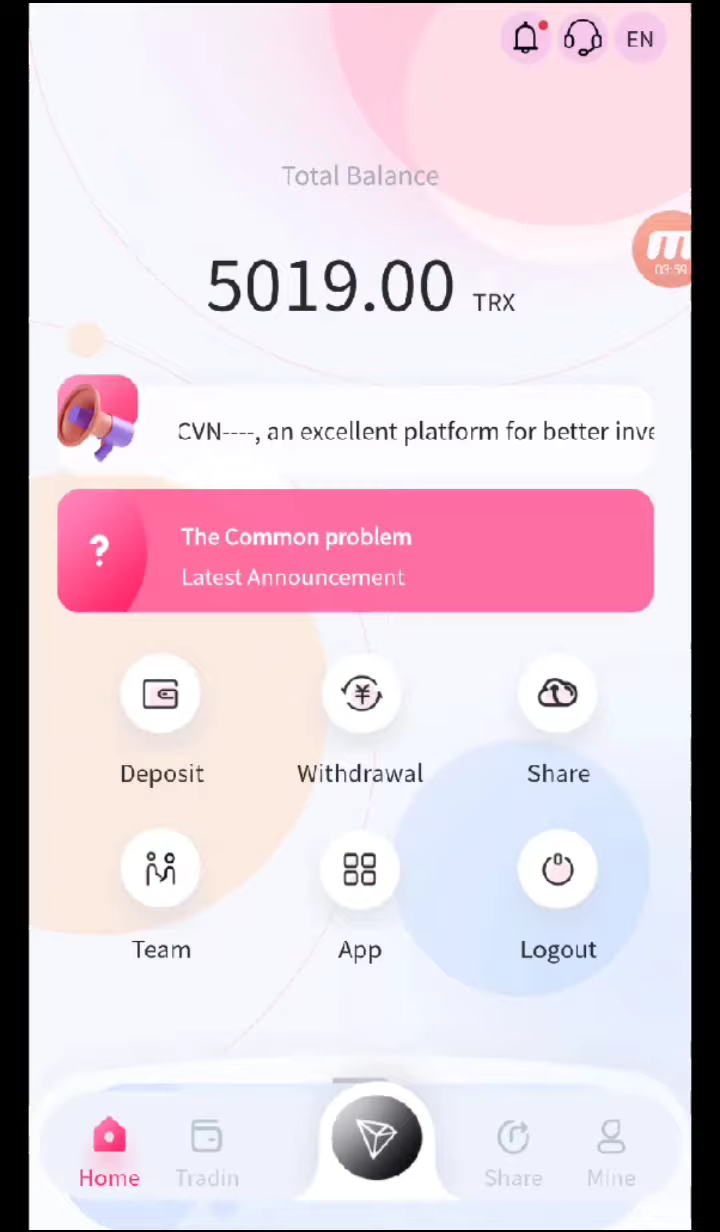 EN
Total Balance
5019.00 TRX
03:59
CVN----, an excellent platform for better inve
?
The Common problem
Latest Announcement
¥
Deposit
Withdrawal
Share
Team
App
Logout
Home
Tradin
Share
Mine